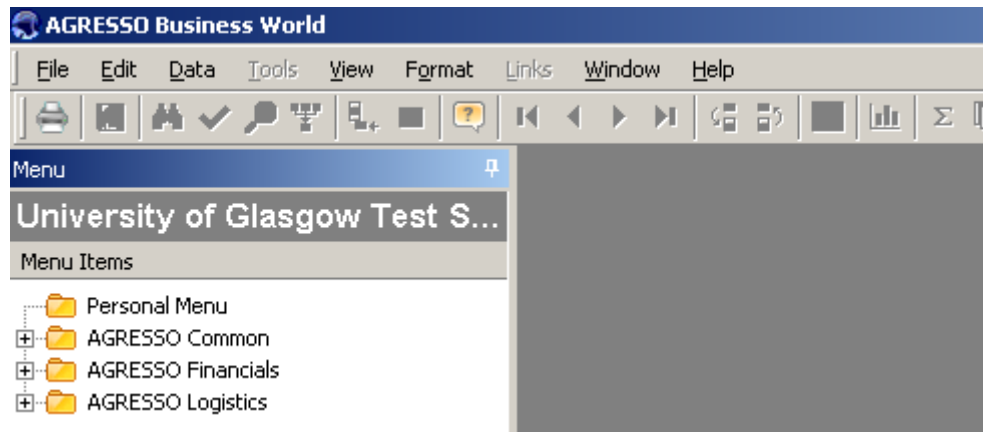 AGRESSO Business World
File Edit Data Tools View Format Links Window Help
Menu
University of Glasgow Test S...
Menu Items
Personal Menu
AGRESSO Common
AGRESSO Financials
AGRESSO Logistics